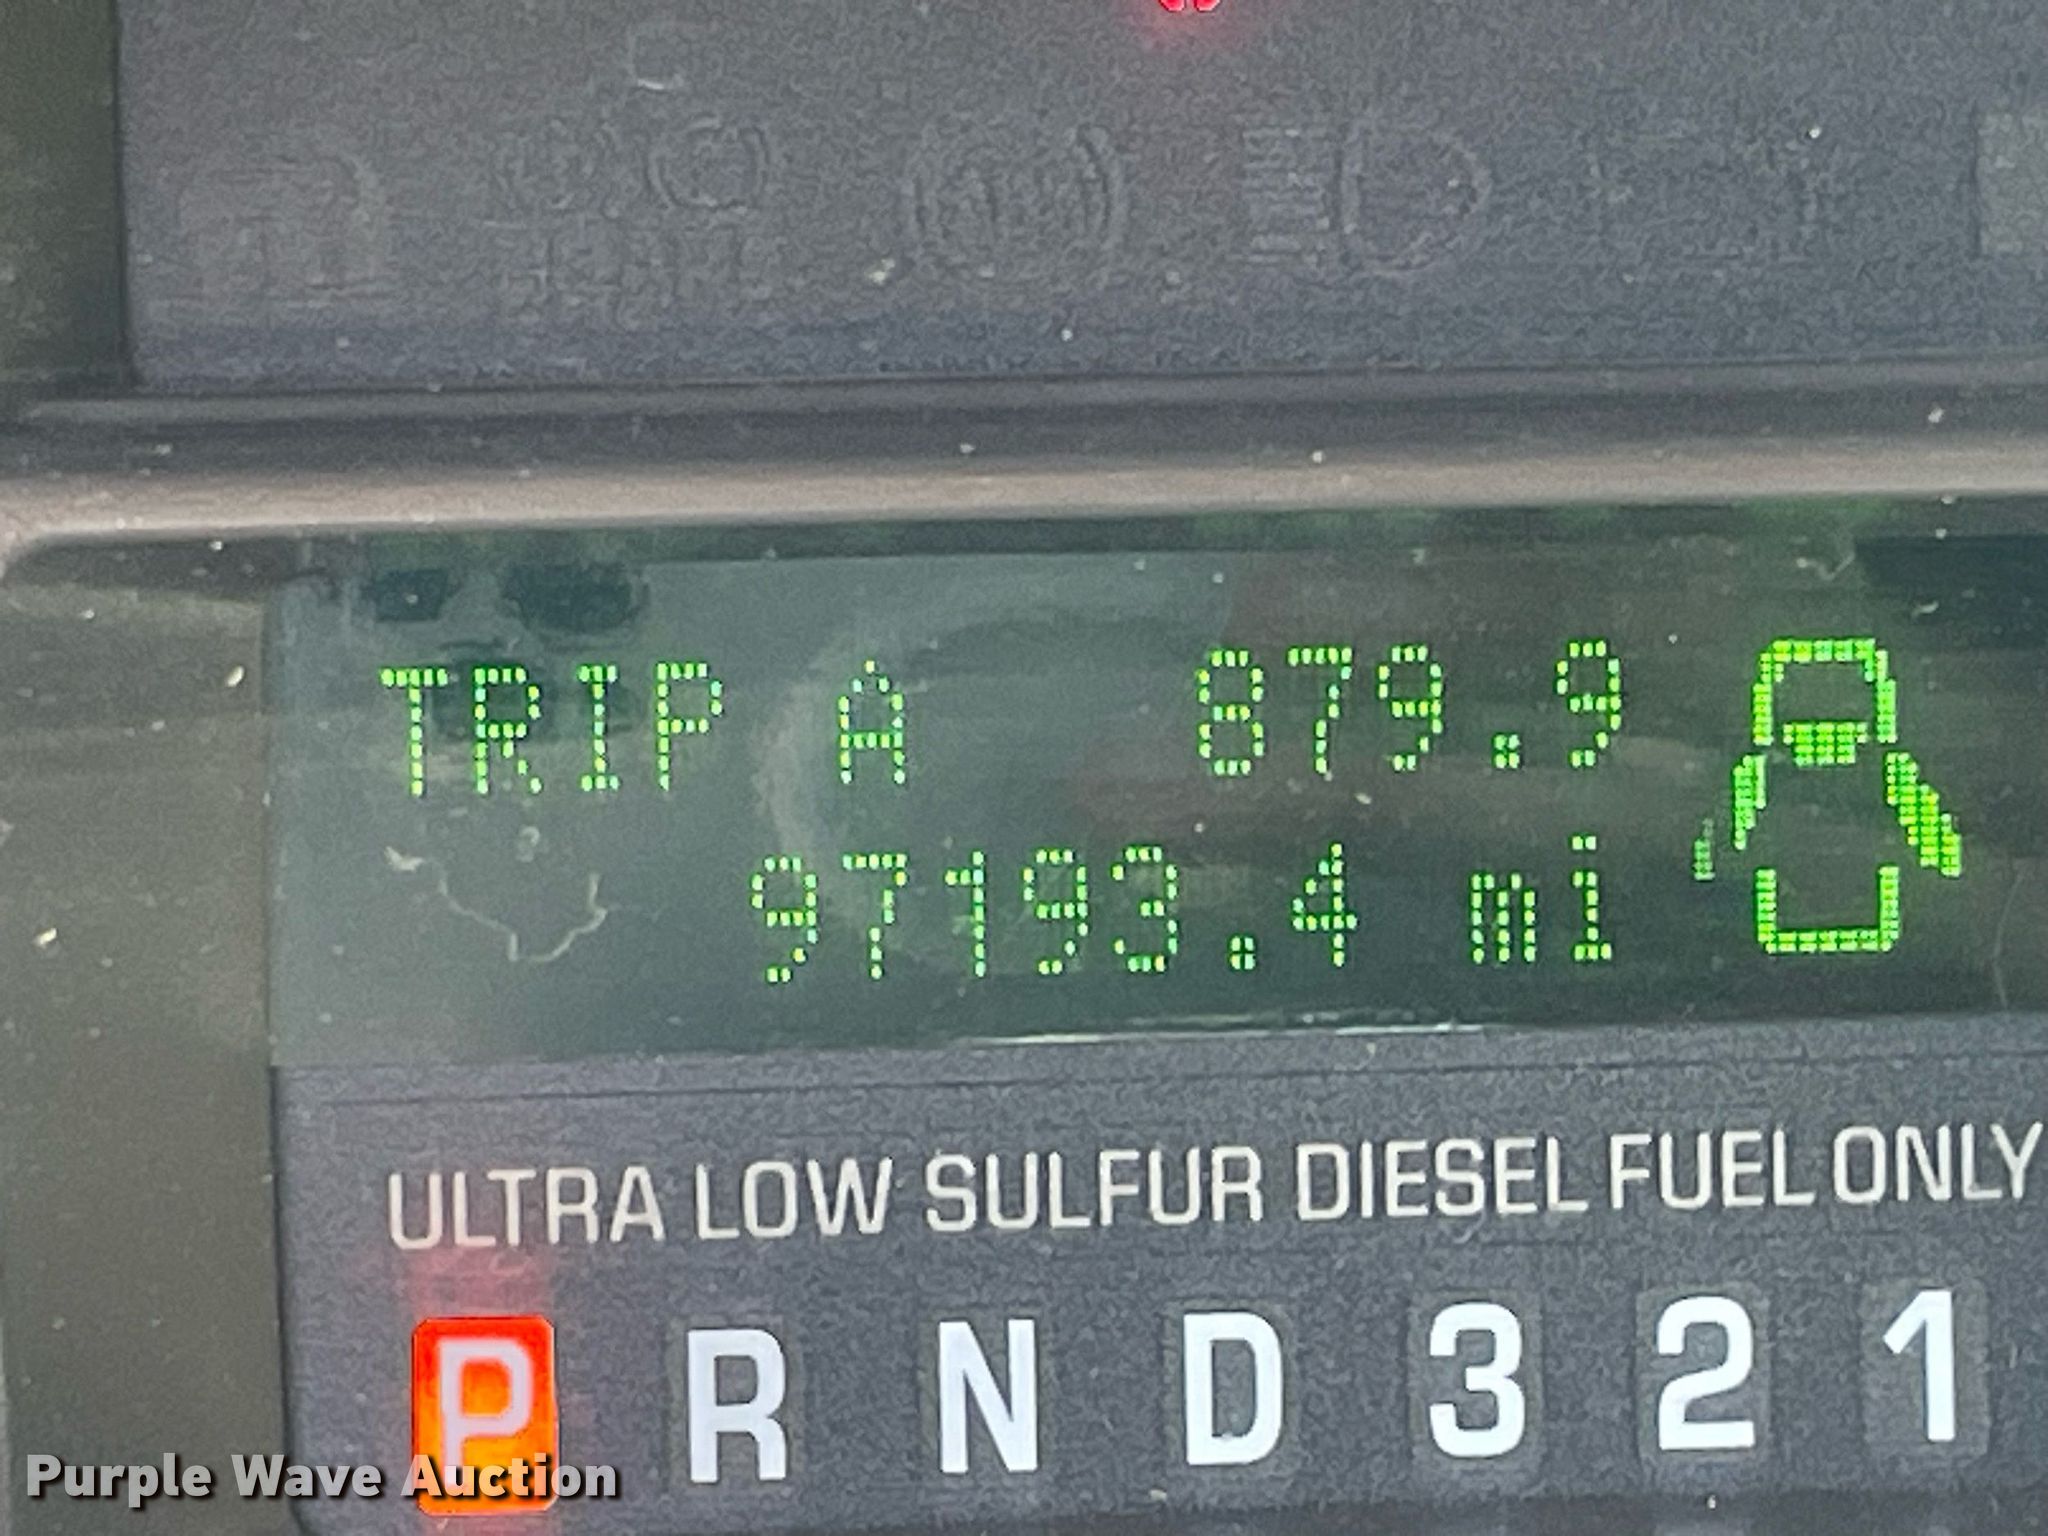 TRIP A 879.9
97193.4 mi
ULTRA LOW SULFUR DIESEL FUEL ONLY
P R N D 3 2 1
Purple Wave Auction